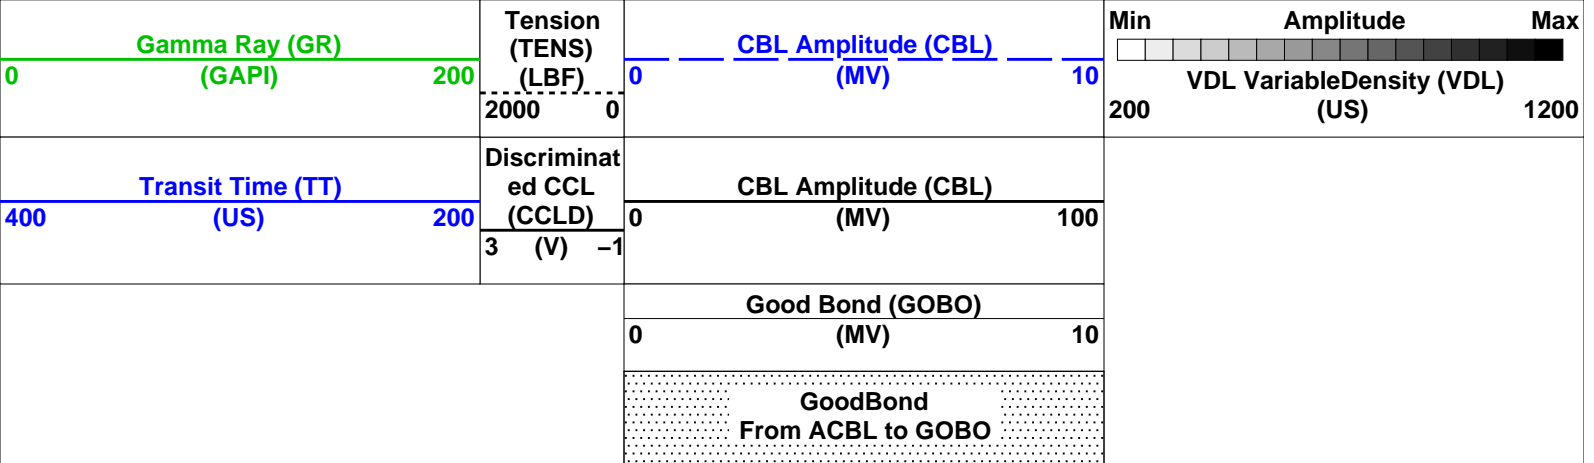 Gamma Ray (GR)
0 (GAPI) 200
Tension
(TENS)
(LBF)
2000 0
CBL Amplitude (CBL)
0 (MV) 10
Min Amplitude Max
VDL VariableDensity (VDL)
200 (US) 1200
Transit Time (TT)
400 (US) 200
Discriminat
ed CCL
(CCLD)
3 (V) −1
CBL Amplitude (CBL)
0 (MV) 100
Good Bond (GOBO)
0 (MV) 10
GoodBond
From ACBL to GOBO